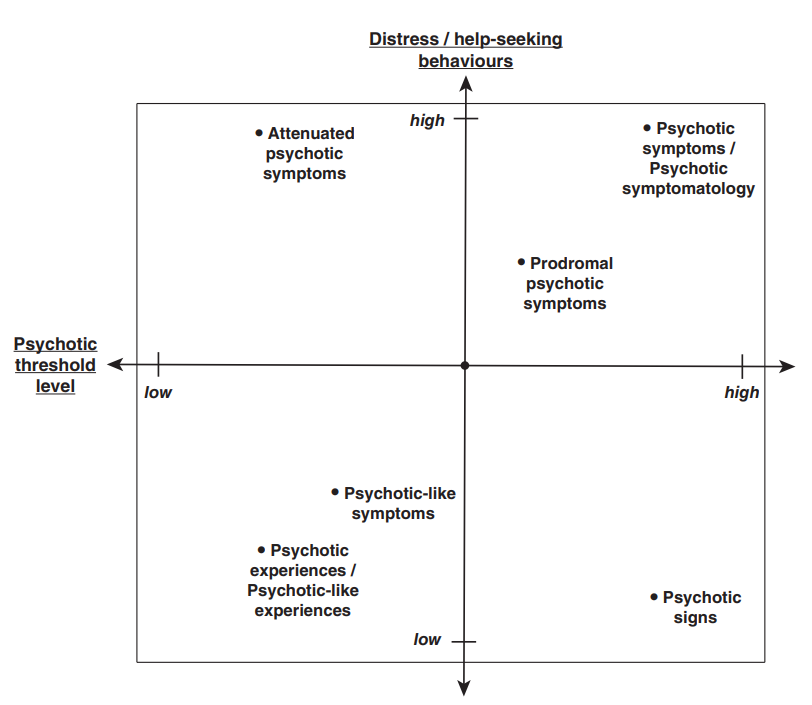 Distress / help-seeking
behaviours
high
• Attenuated
psychotic
symptoms
• Psychotic
symptoms /
Psychotic
symptomatology
• Prodromal
psychotic
symptoms
Psychotic
threshold
level
low
high
• Psychotic-like
symptoms
• Psychotic
experiences /
Psychotic-like
experiences
• Psychotic
signs
low